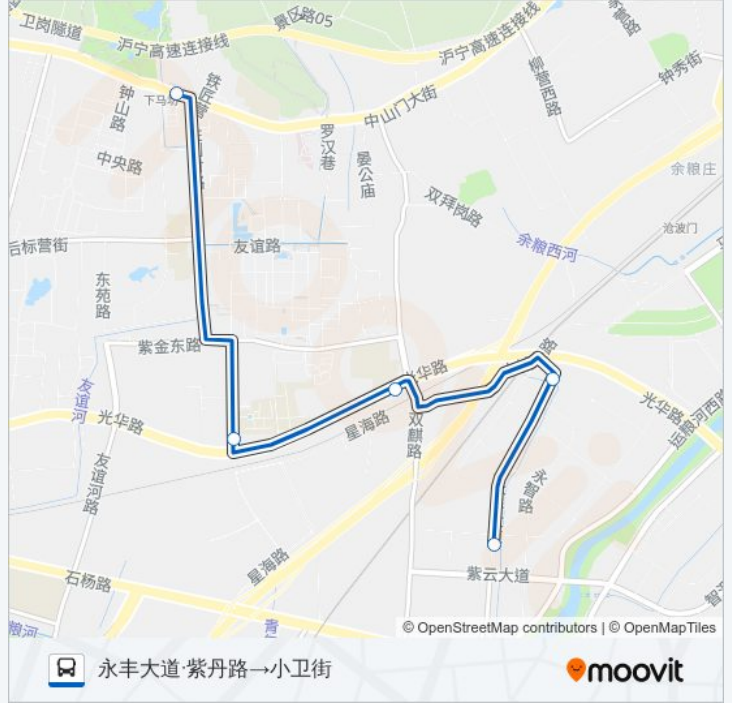 卫岗隧道
沪宁高速连接线
景区路05
沪宁高速连接线
柳营西路
钟秀街
钟山路
下马坊
中山门大街
罗汉巷
晏公庙
中央路
余粮庄
双拜岗路
沧波门
后标营街
友谊路
余粮西河
东苑路
紫金东路
光华路
友谊河
光华路
星海路
双麒路
光华路
友谊河路
永智路
星海路
紫云大道
石杨路
© OpenStreetMap contributors | © OpenMapTiles
永丰大道·紫丹路→小卫街
moovit